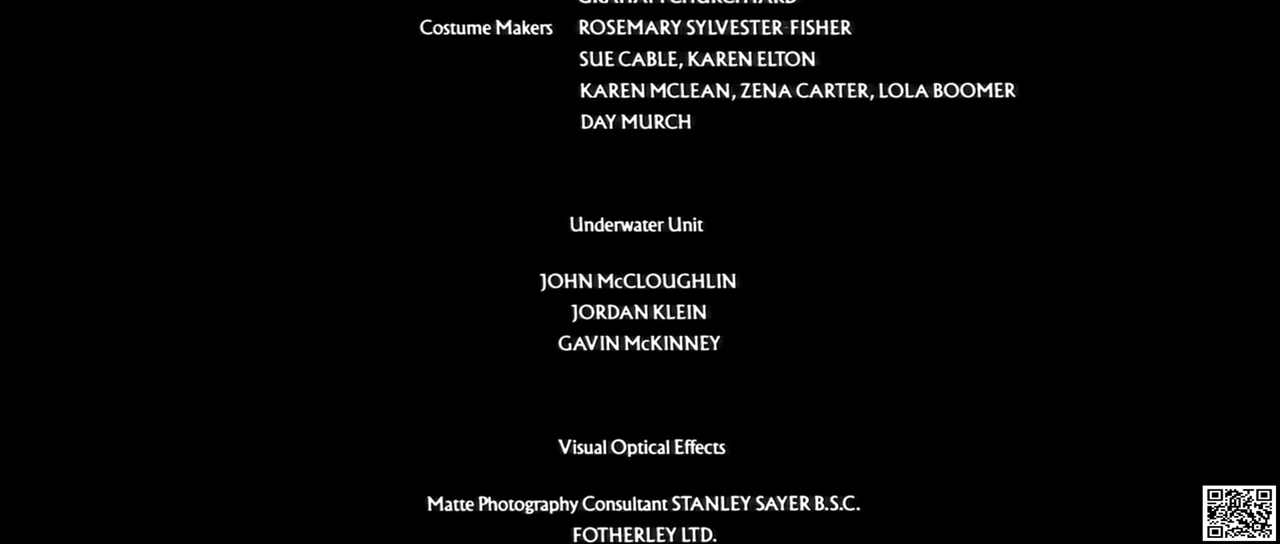 Costume Makers ROSEMARY SYLVESTER-FISHER
SUE CABLE, KAREN ELTON
KAREN MCLEAN, ZENA CARTER, LOLA BOOMER
DAY MURCH
Underwater Unit
JOHN McCLOUGHLIN
JORDAN KLEIN
GAVIN McKINNEY
Visual Optical Effects
Matte Photography Consultant STANLEY SAYER B.S.C.
FOTHERLEY LTD.